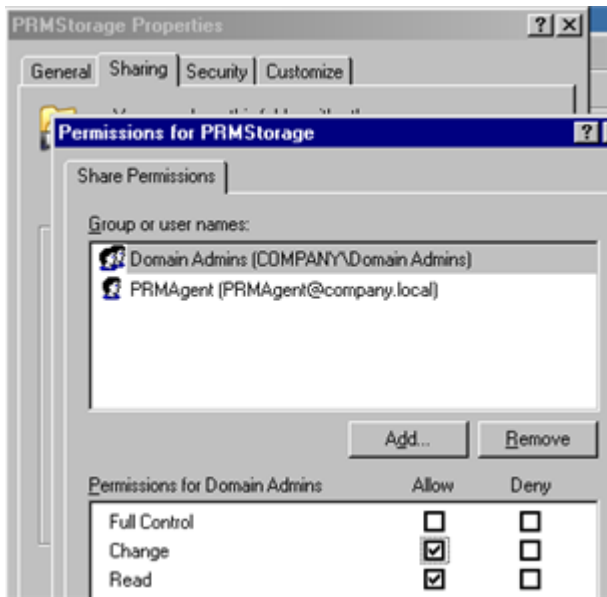 PRMStorage Properties
General Sharing Security Customize
Permissions for PRMStorage
Share Permissions
Group or user names:
Domain Admins (COMPANY\Domain Admins)
PRMAgent (PRMAgent@company.local)
Add... Remove
Permissions for Domain Admins Allow Deny
Full Control
Change
Read